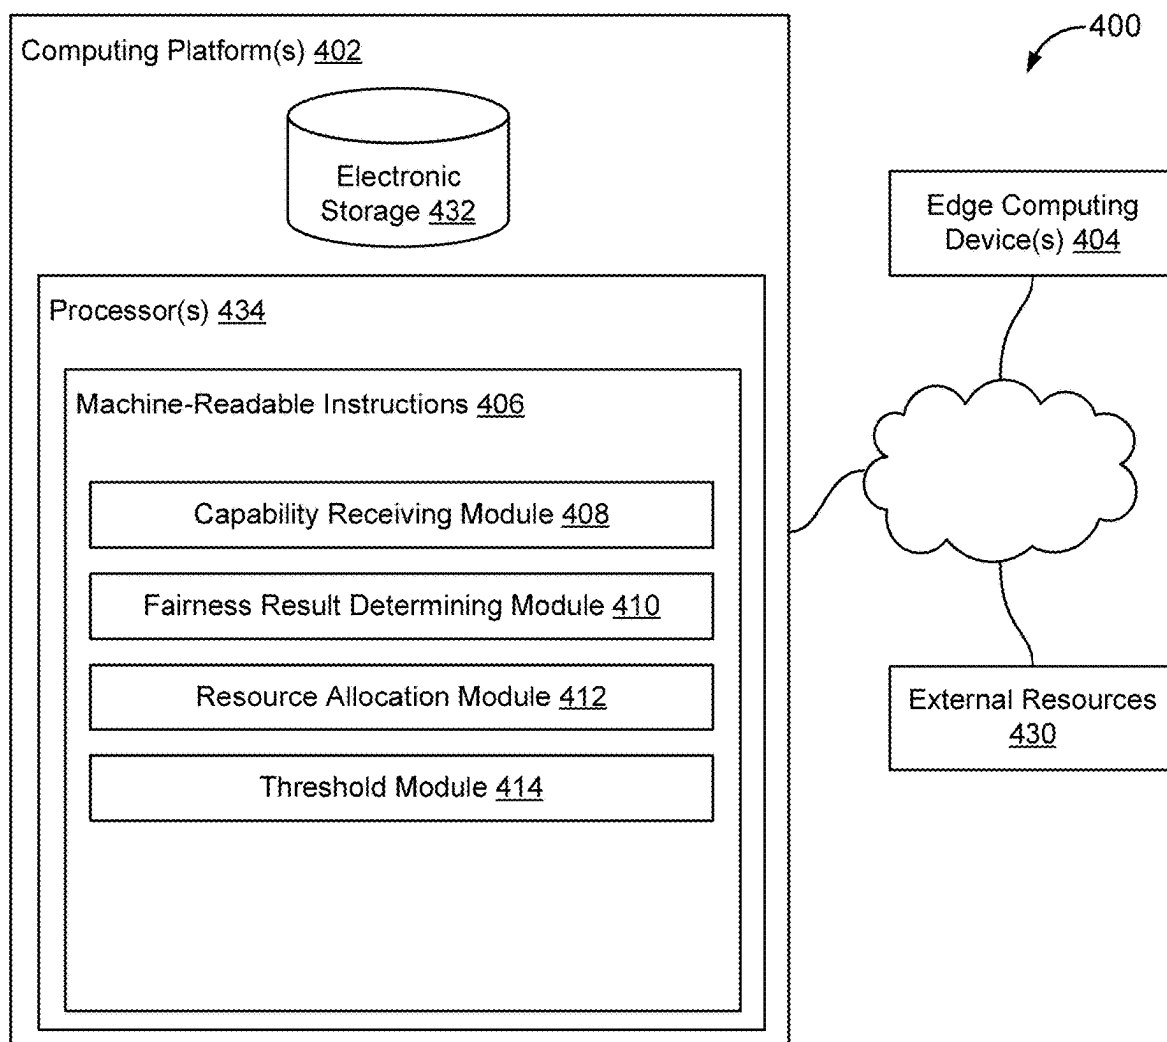 400
Computing Platform(s) 402
Electronic
Storage 432
Processor(s) 434
Machine-Readable Instructions 406
Capability Receiving Module 408
Fairness Result Determining Module 410
Resource Allocation Module 412
Threshold Module 414
Edge Computing
Device(s) 404
External Resources
430